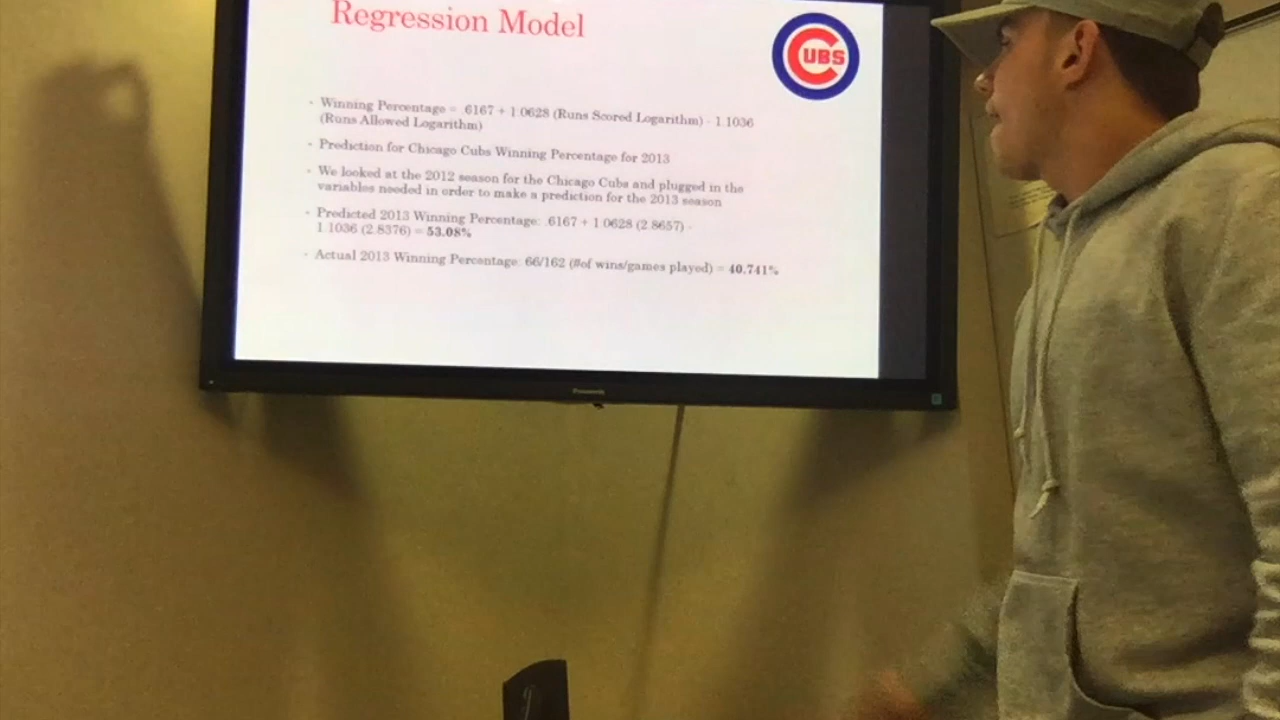 Regression Model
CUBS
• Winning Percentage = .6167 + 1.0628 (Runs Scored Logarithm) - 1.1036
(Runs Allowed Logarithm)
• Prediction for Chicago Cubs Winning Percentage for 2013
• We looked at the 2012 season for the Chicago Cubs and plugged in the
variables needed in order to make a prediction for the 2013 season
• Predicted 2013 Winning Percentage: .6167 + 1.0628 (2.8657) -
1.1036 (2.8376) = 53.08%
• Actual 2013 Winning Percentage: 66/162 (#of wins/games played) = 40.741%
Panasonic